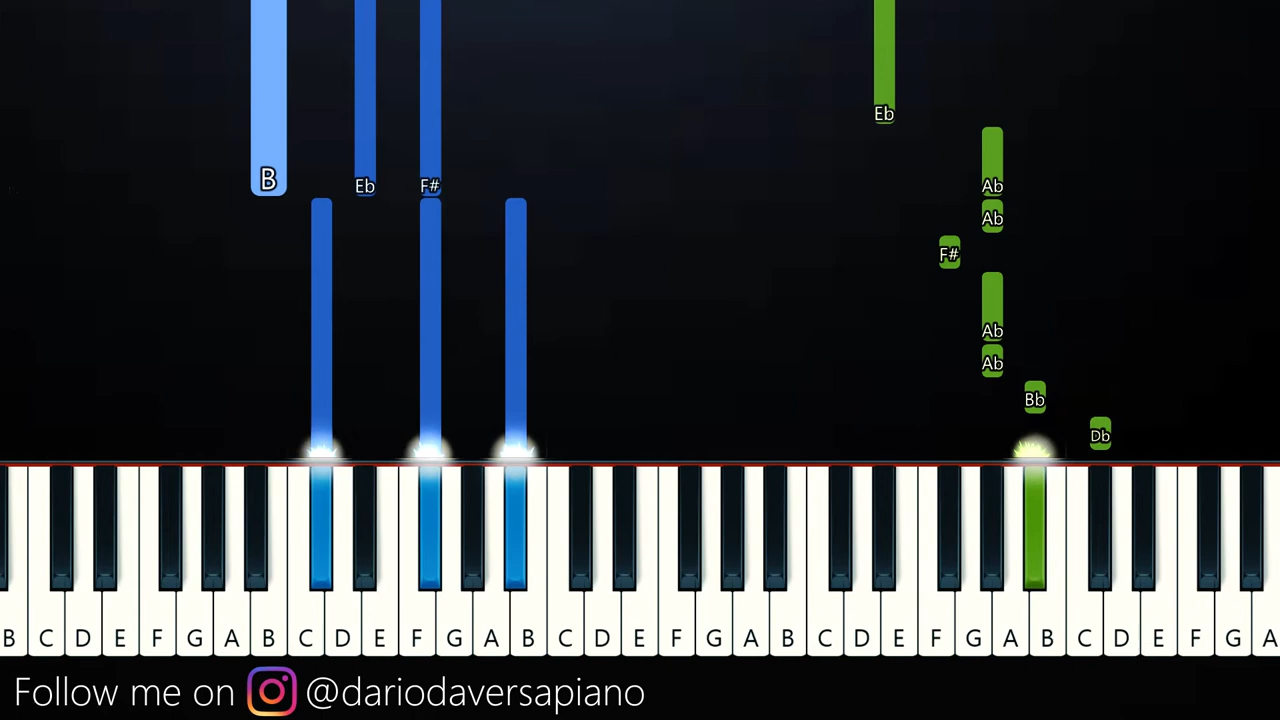 Eb
B Eb F# Ab
Ab
F#
Ab
Ab
Bb
Db
B C D E F G A B C D E F G A B C D E F G A B C D E F G A B C D E F G A
Follow me on @dariodaversapiano